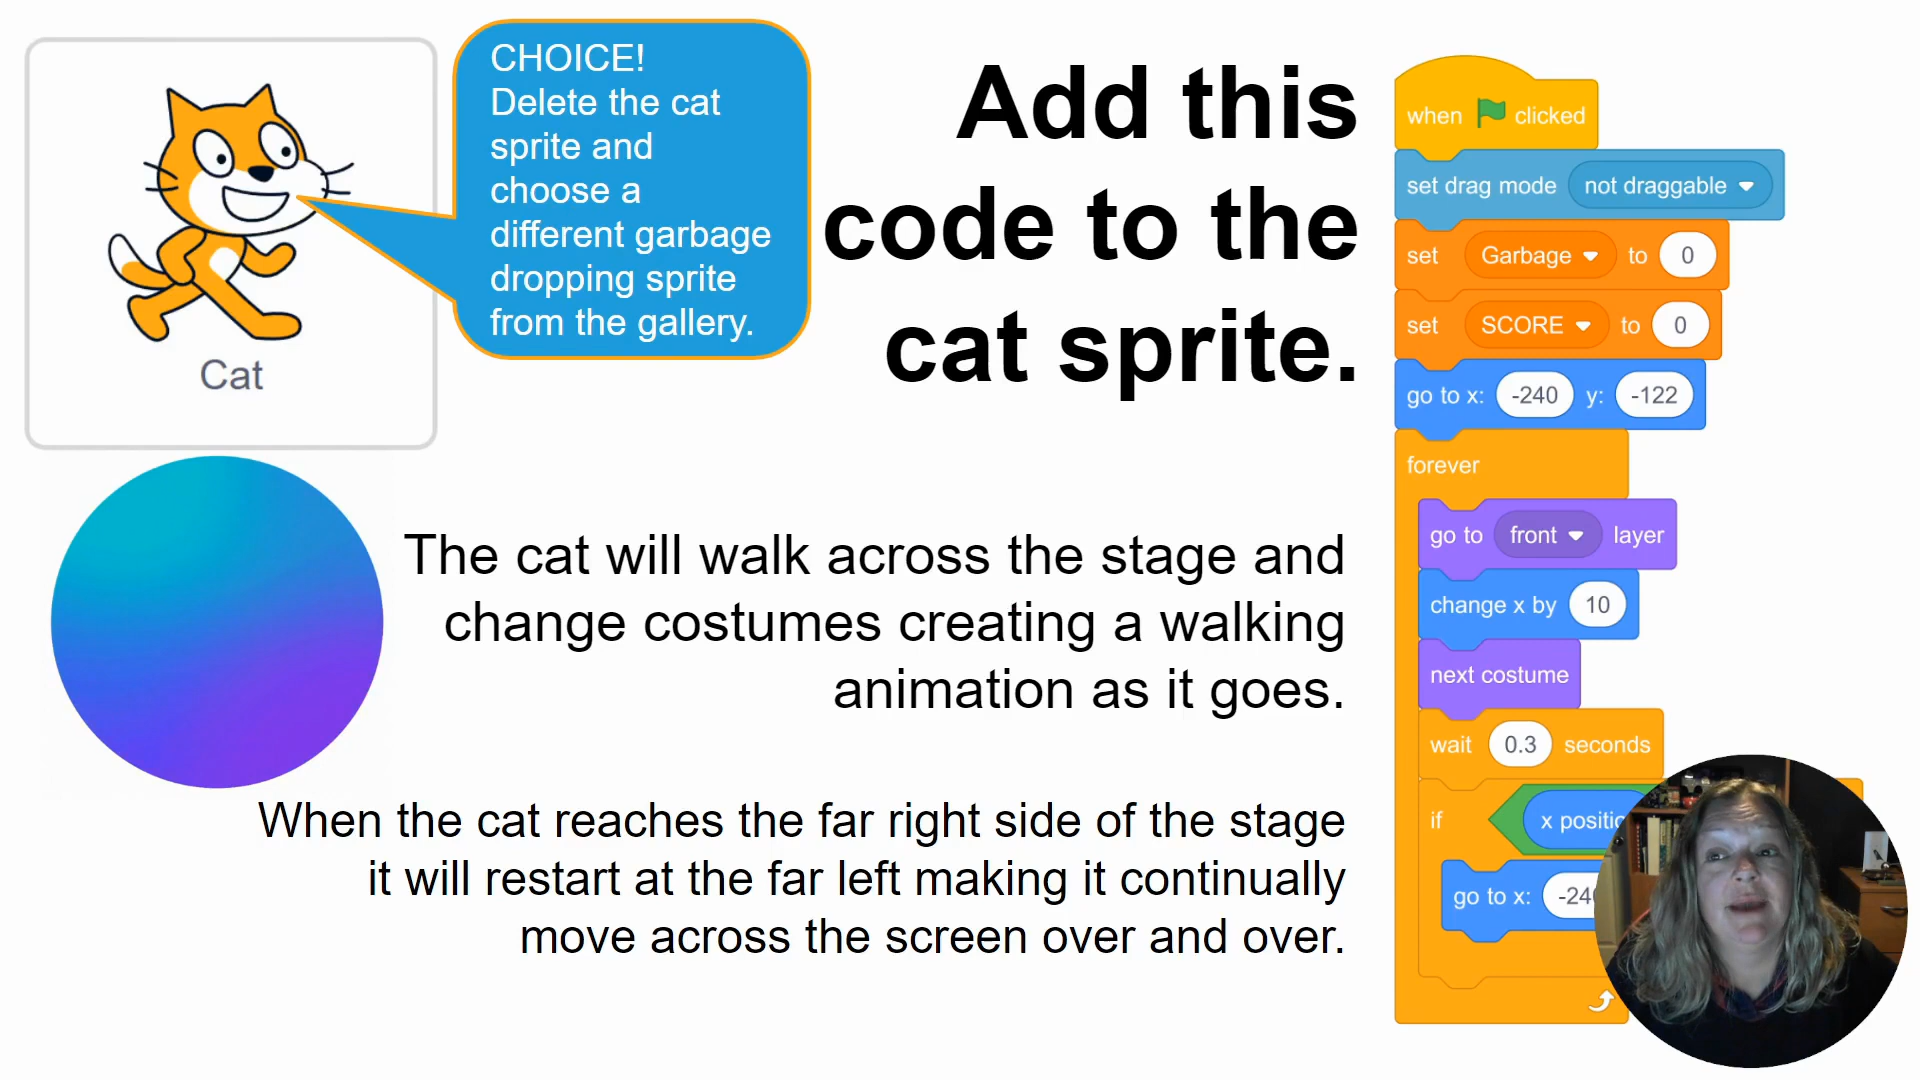 CHOICE!
Delete the cat
sprite and
choose a
different garbage
dropping sprite
from the gallery.
Cat
Add this
code to the
cat sprite.
The cat will walk across the stage and
change costumes creating a walking
animation as it goes.
When the cat reaches the far right side of the stage
it will restart at the far left making it continually
move across the screen over and over.
when clicked
set drag mode not draggable
set Garbage to 0
set SCORE to 0
go to x: -240 y: -122
forever
go to front layer
change x by 10
next costume
wait 0.3 seconds
if x
go to x: